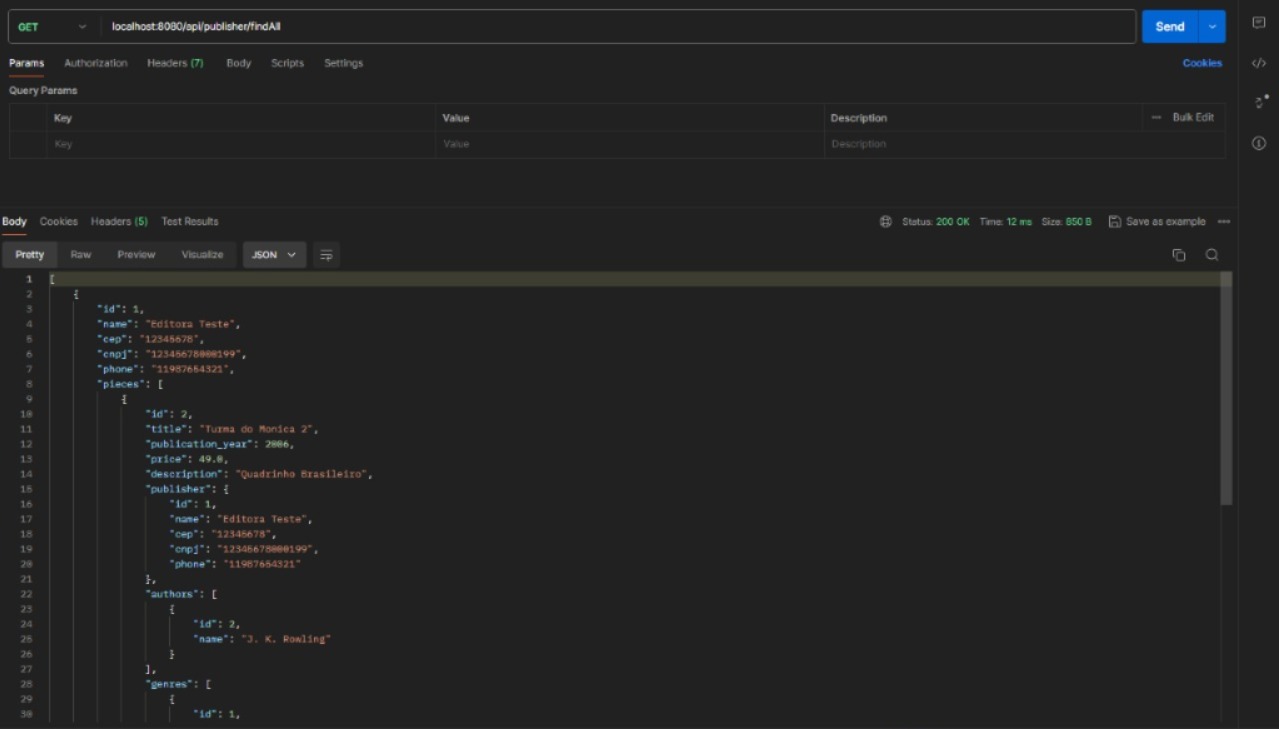 GET localhost:8080/api/publisher/findAll Send
Params Authorization Headers (7) Body Scripts Settings Cookies
Query Params
Key Value Description ••• Bulk Edit
Key Value Description
Body Cookies Headers (5) Test Results Status: 200 OK Time: 12 ms Size: 850 B Save as example •••
Pretty Raw Preview Visualize JSON
1 [
2 {
3 "id": 1,
4 "name": "Editora Teste",
5 "cep": "12345678",
6 "cnpj": "12345678000199",
7 "phone": "11987654321",
8 "pieces": [
9 {
10 "id": 2,
11 "title": "Turma do Monica 2",
12 "publication_year": 2006,
13 "price": 49.0,
14 "description": "Quadrinho Brasileiro",
15 "publisher": {
16 "id": 1,
17 "name": "Editora Teste",
18 "cep": "12345678",
19 "cnpj": "12345678000199",
20 "phone": "11987654321"
21 },
22 "authors": [
23 {
24 "id": 2,
25 "name": "J. K. Rowling"
26 }
27 ],
28 "genres": [
29 {
30 "id": 1,